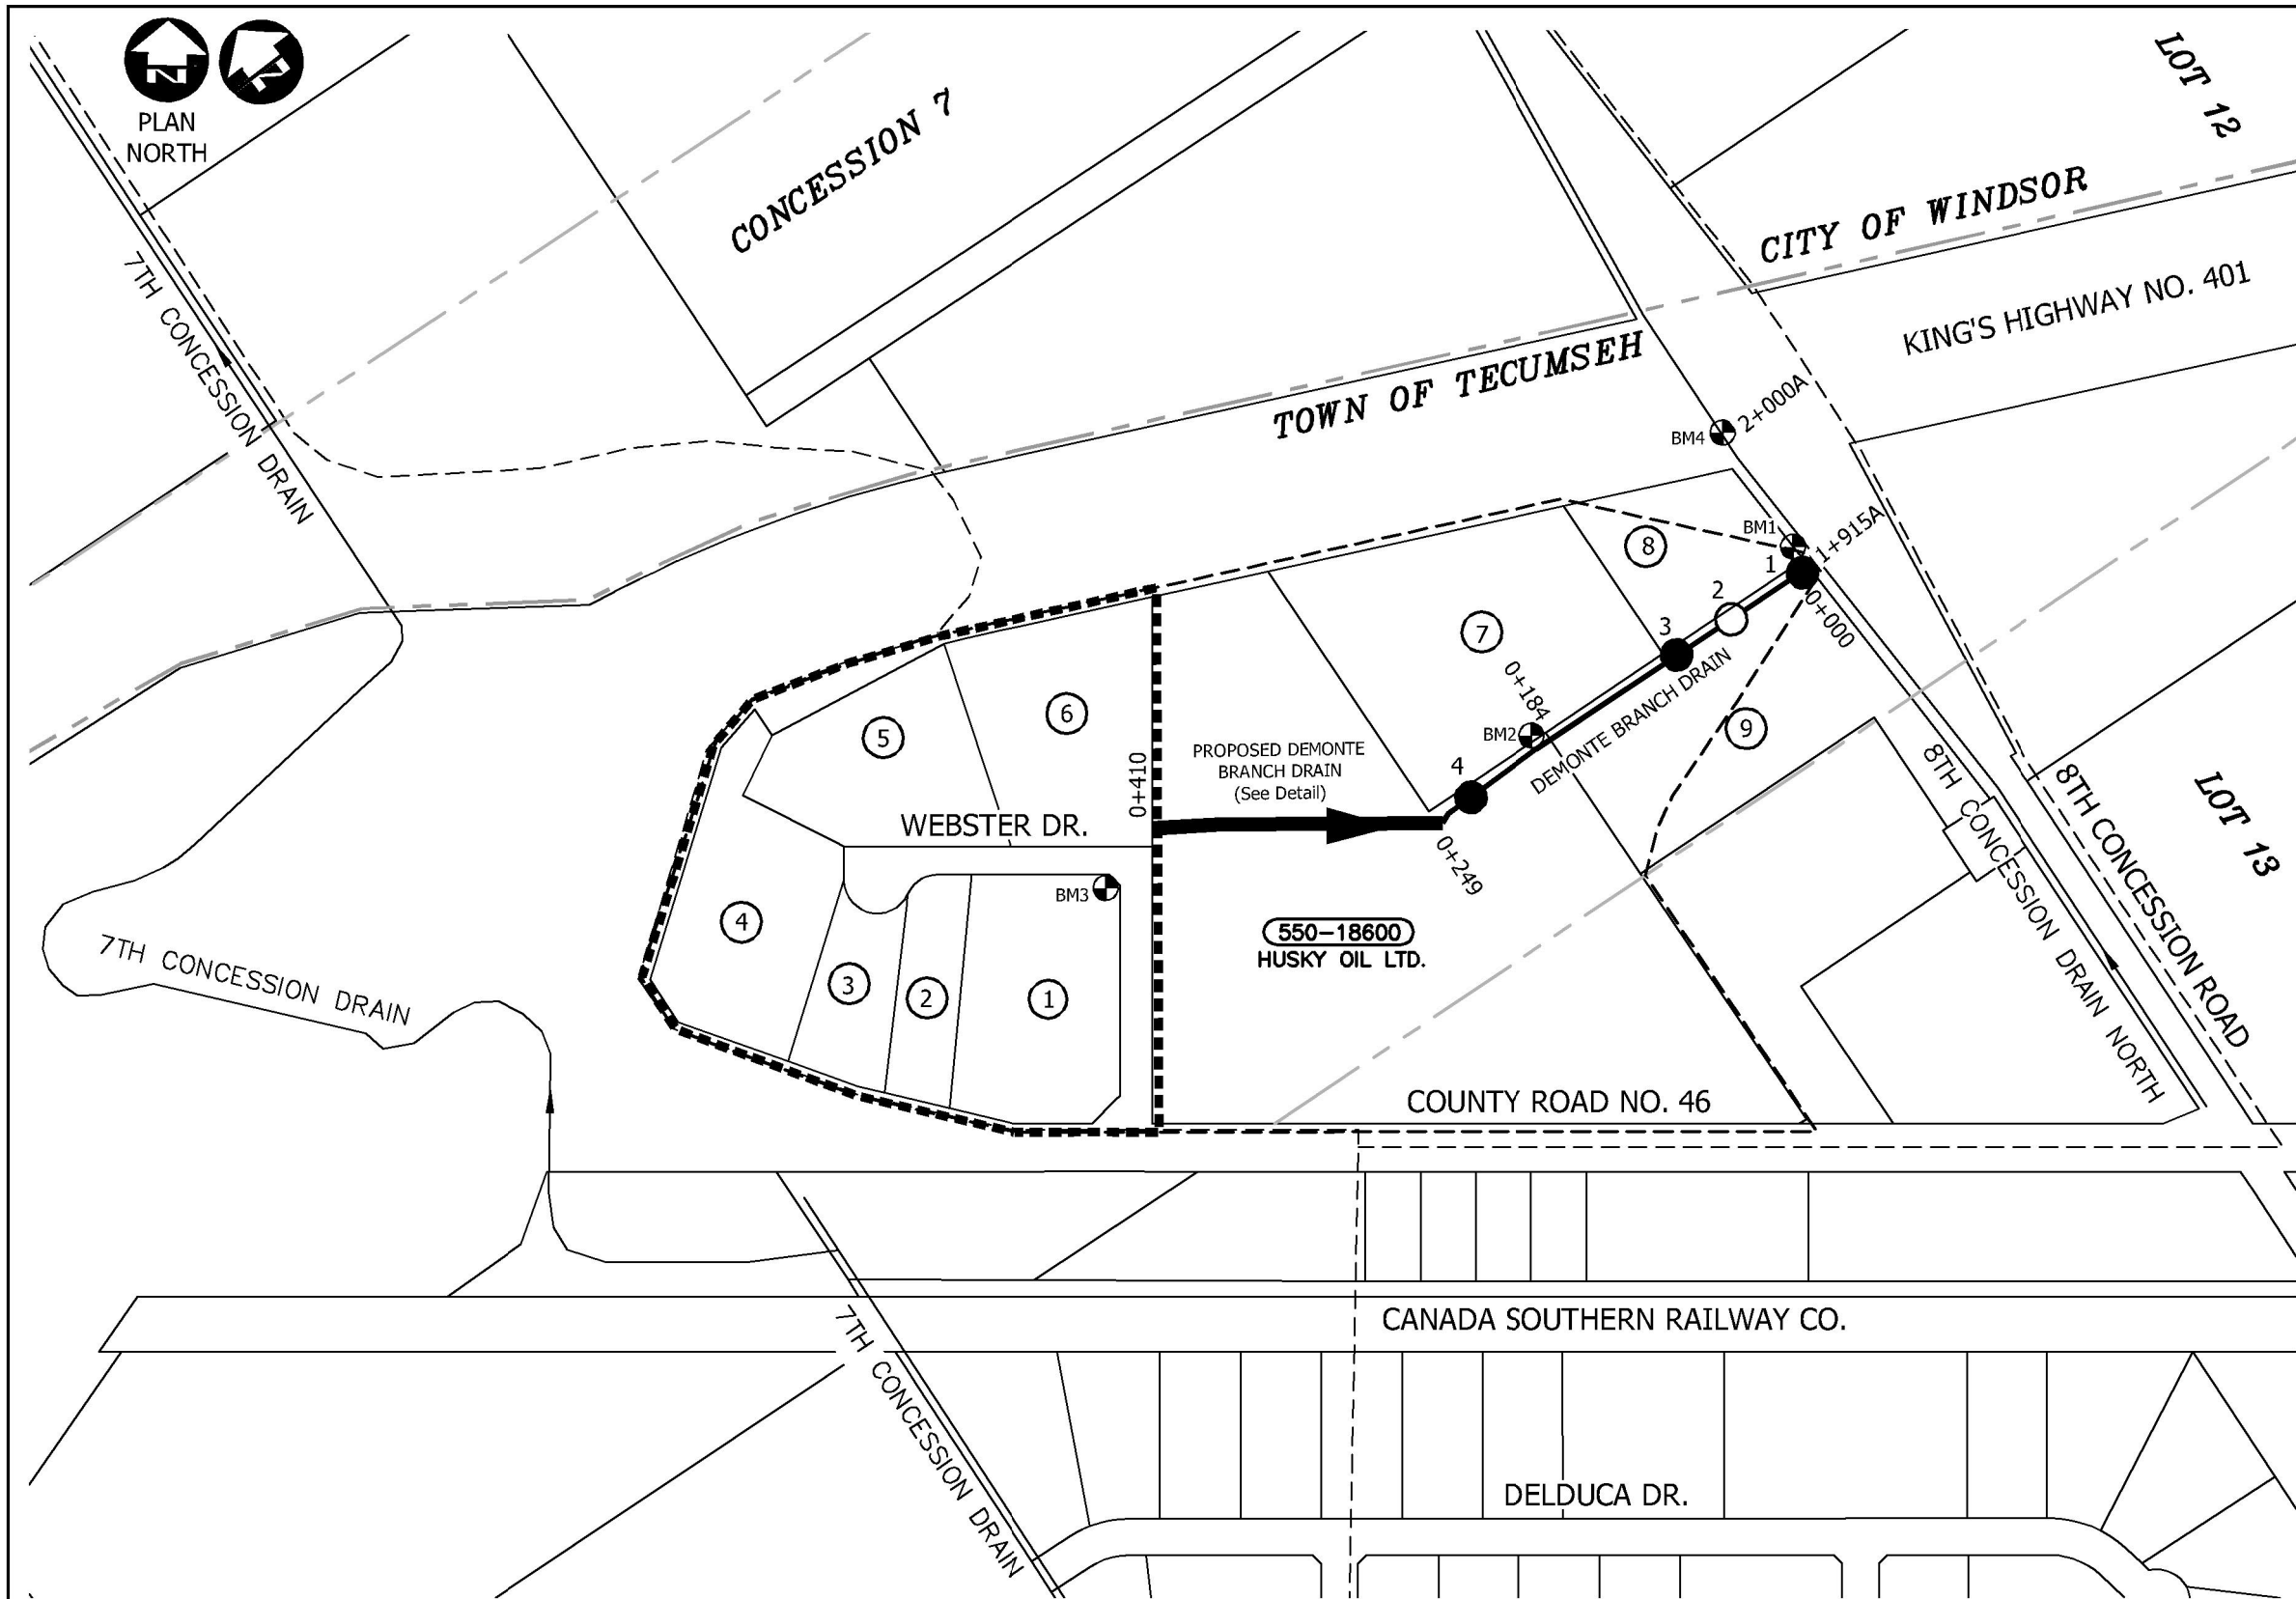 N
N
PLAN
NORTH
CONCESSION 7
LOT 12
CITY OF WINDSOR
KING'S HIGHWAY NO. 401
TOWN OF TECUMSEH
7TH CONCESSION DRAIN
BM4
2+000A
BM1
1+915A
8
1
2
0+000
3
7
0+184
DEMONTE BRANCH DRAIN
BM2
9
4
6
5
PROPOSED DEMONTE
BRANCH DRAIN
(See Detail)
0+410
WEBSTER DR.
0+249
8TH CONCESSION DRAIN NORTH
8TH CONCESSION ROAD
LOT 13
BM3
4
3
2
1
550-18600
HUSKY OIL LTD.
7TH CONCESSION DRAIN
COUNTY ROAD NO. 46
CANADA SOUTHERN RAILWAY CO.
7TH CONCESSION DRAIN
DELDUCA DR.